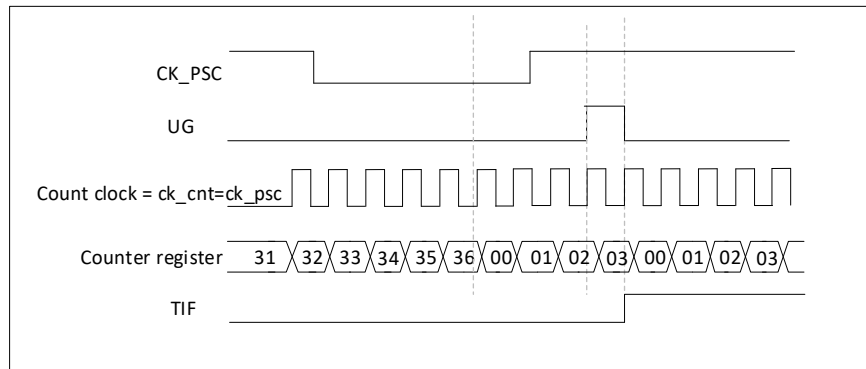 CK_PSC
UG
Count clock = ck_cnt=ck_psc
Counter register 31 32 33 34 35 36 00 01 02 03 00 01 02 03
TIF